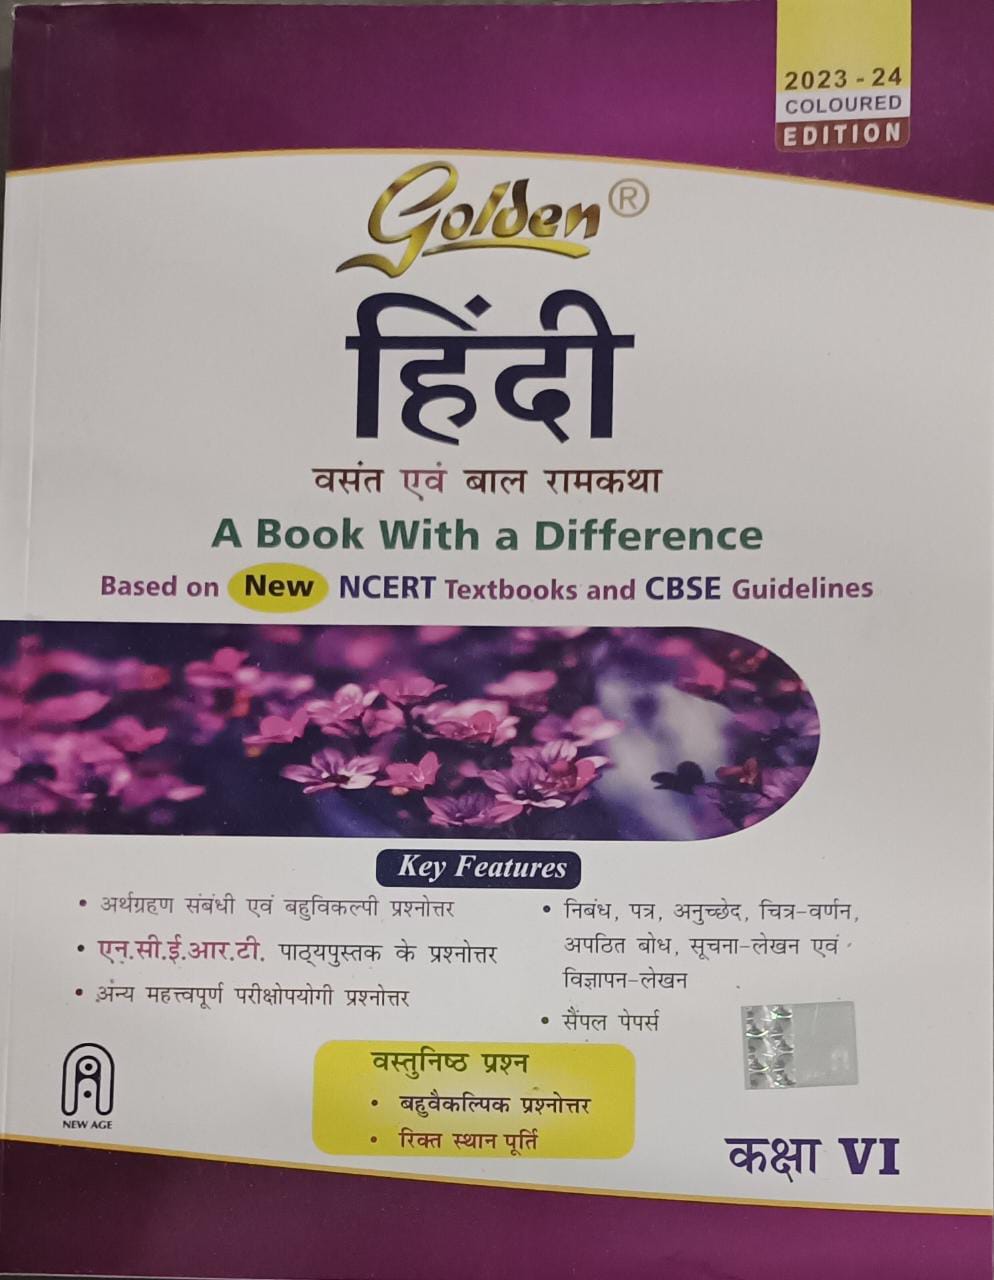 2023 - 24
COLOURED
EDITION
Golden ®
हिंदी
वसंत एवं बाल रामकथा
A Book With a Difference
Based on New NCERT Textbooks and CBSE Guidelines
Key Features
• अर्थग्रहण संबंधी एवं बहुविकल्पी प्रश्नोत्तर
• एन.सी.ई.आर.टी. पाठ्यपुस्तक के प्रश्नोत्तर
• अन्य महत्त्वपूर्ण परीक्षोपयोगी प्रश्नोत्तर
• निबंध, पत्र, अनुच्छेद, चित्र-वर्णन,
अपठित बोध, सूचना-लेखन एवं
विज्ञापन-लेखन
• सैंपल पेपर्स
वस्तुनिष्ठ प्रश्न
• बहुवैकल्पिक प्रश्नोत्तर
• रिक्त स्थान पूर्ति
NEW AGE
कक्षा VI